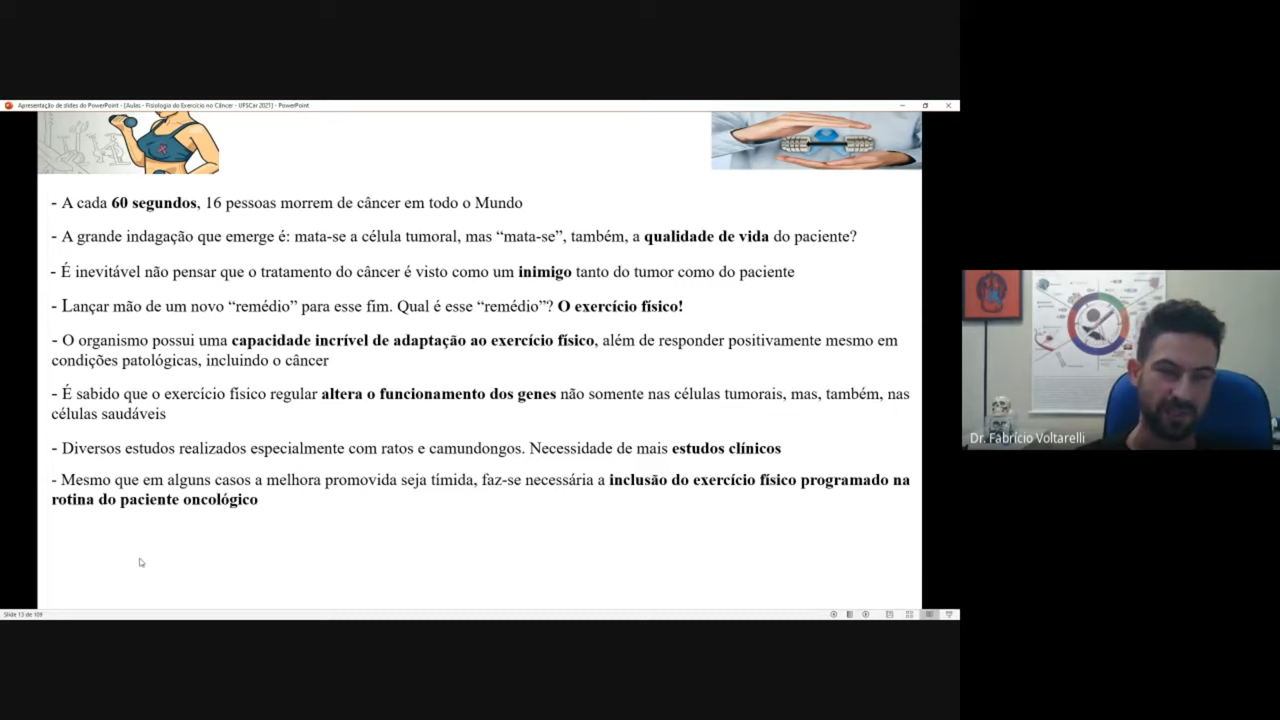 Apresentação de slides do PowerPoint - [Aulas - Fisiologia do Exercício no Câncer - UFSCar 2021] - PowerPoint
- A cada 60 segundos, 16 pessoas morrem de câncer em todo o Mundo
- A grande indagação que emerge é: mata-se a célula tumoral, mas “mata-se”, também, a qualidade de vida do paciente?
- É inevitável não pensar que o tratamento do câncer é visto como um inimigo tanto do tumor como do paciente
- Lançar mão de um novo “remédio” para esse fim. Qual é esse “remédio”? O exercício físico!
- O organismo possui uma capacidade incrível de adaptação ao exercício físico, além de responder positivamente mesmo em
condições patológicas, incluindo o câncer
- É sabido que o exercício físico regular altera o funcionamento dos genes não somente nas células tumorais, mas, também, nas
células saudáveis
- Diversos estudos realizados especialmente com ratos e camundongos. Necessidade de mais estudos clínicos
- Mesmo que em alguns casos a melhora promovida seja tímida, faz-se necessária a inclusão do exercício físico programado na
rotina do paciente oncológico
Dr. Fabrício Voltarelli
Slide 13 de 109